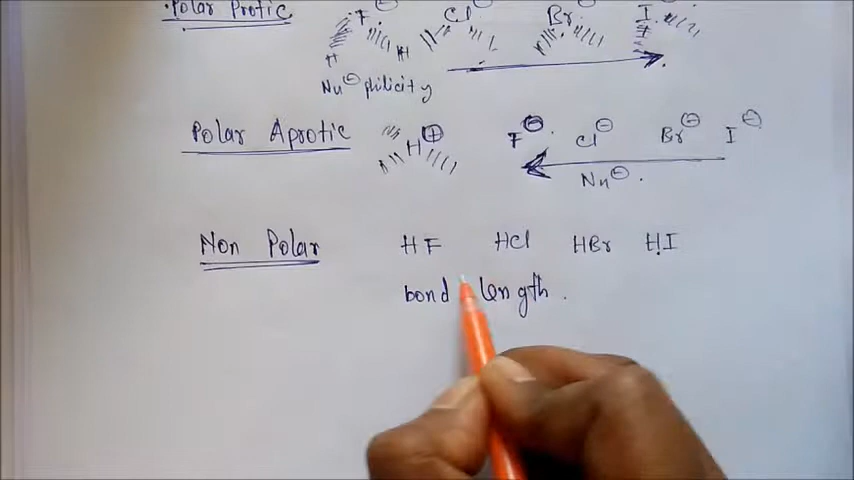 Polar Protic F⊖ Cl⊖ Br⊖ I⊖
H H
Nu⊖philicity
Polar Aprotic H⊕ F⊖ Cl⊖ Br⊖ I⊖
Nu⊖.
Non Polar HF HCl HBr HI
bond length.